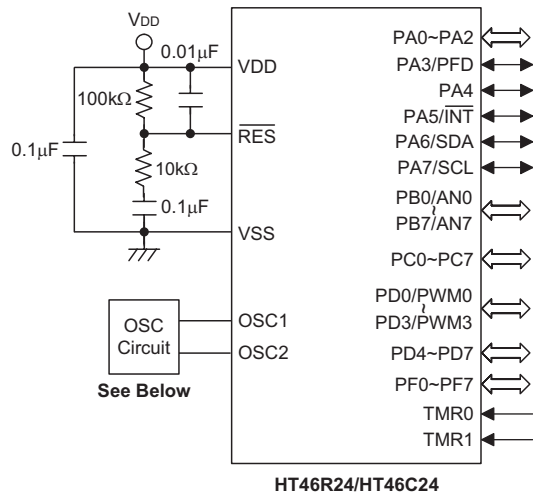 VDD
0.01μF
100kΩ
0.1μF
10kΩ
0.1μF
VDD
RES
VSS
OSC1
OSC2
OSC
Circuit
See Below
PA0~PA2
PA3/PFD
PA4
PA5/INT
PA6/SDA
PA7/SCL
PB0/AN0
~
PB7/AN7
PC0~PC7
PD0/PWM0
~
PD3/PWM3
PD4~PD7
PF0~PF7
TMR0
TMR1
HT46R24/HT46C24